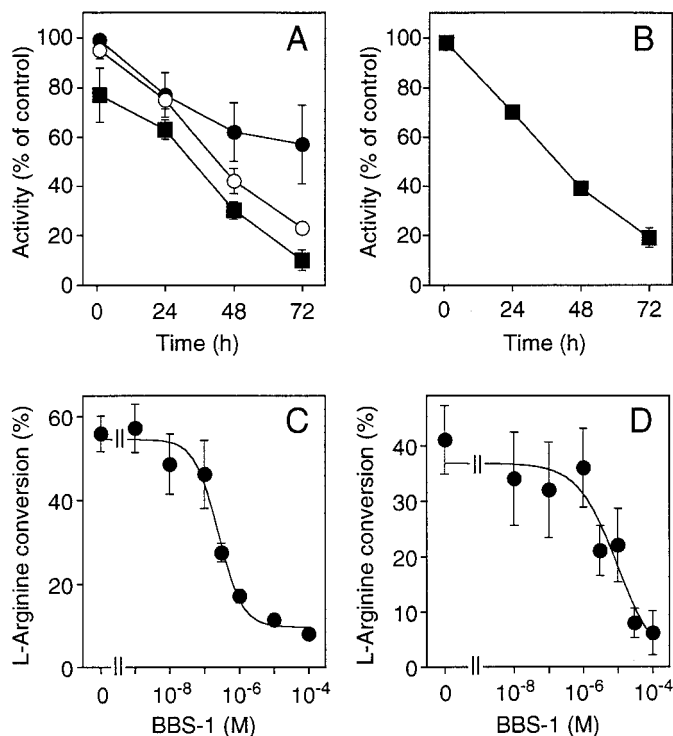 A
Activity (% of control)
100
80
60
40
20
0
0 24 48 72
Time (h)
B
Activity (% of control)
100
80
60
40
20
0
0 24 48 72
Time (h)
C
L-Arginine conversion (%)
60
40
20
0
0 10-8 10-6 10-4
BBS-1 (M)
D
L-Arginine conversion (%)
40
30
20
10
0
0 10-8 10-6 10-4
BBS-1 (M)